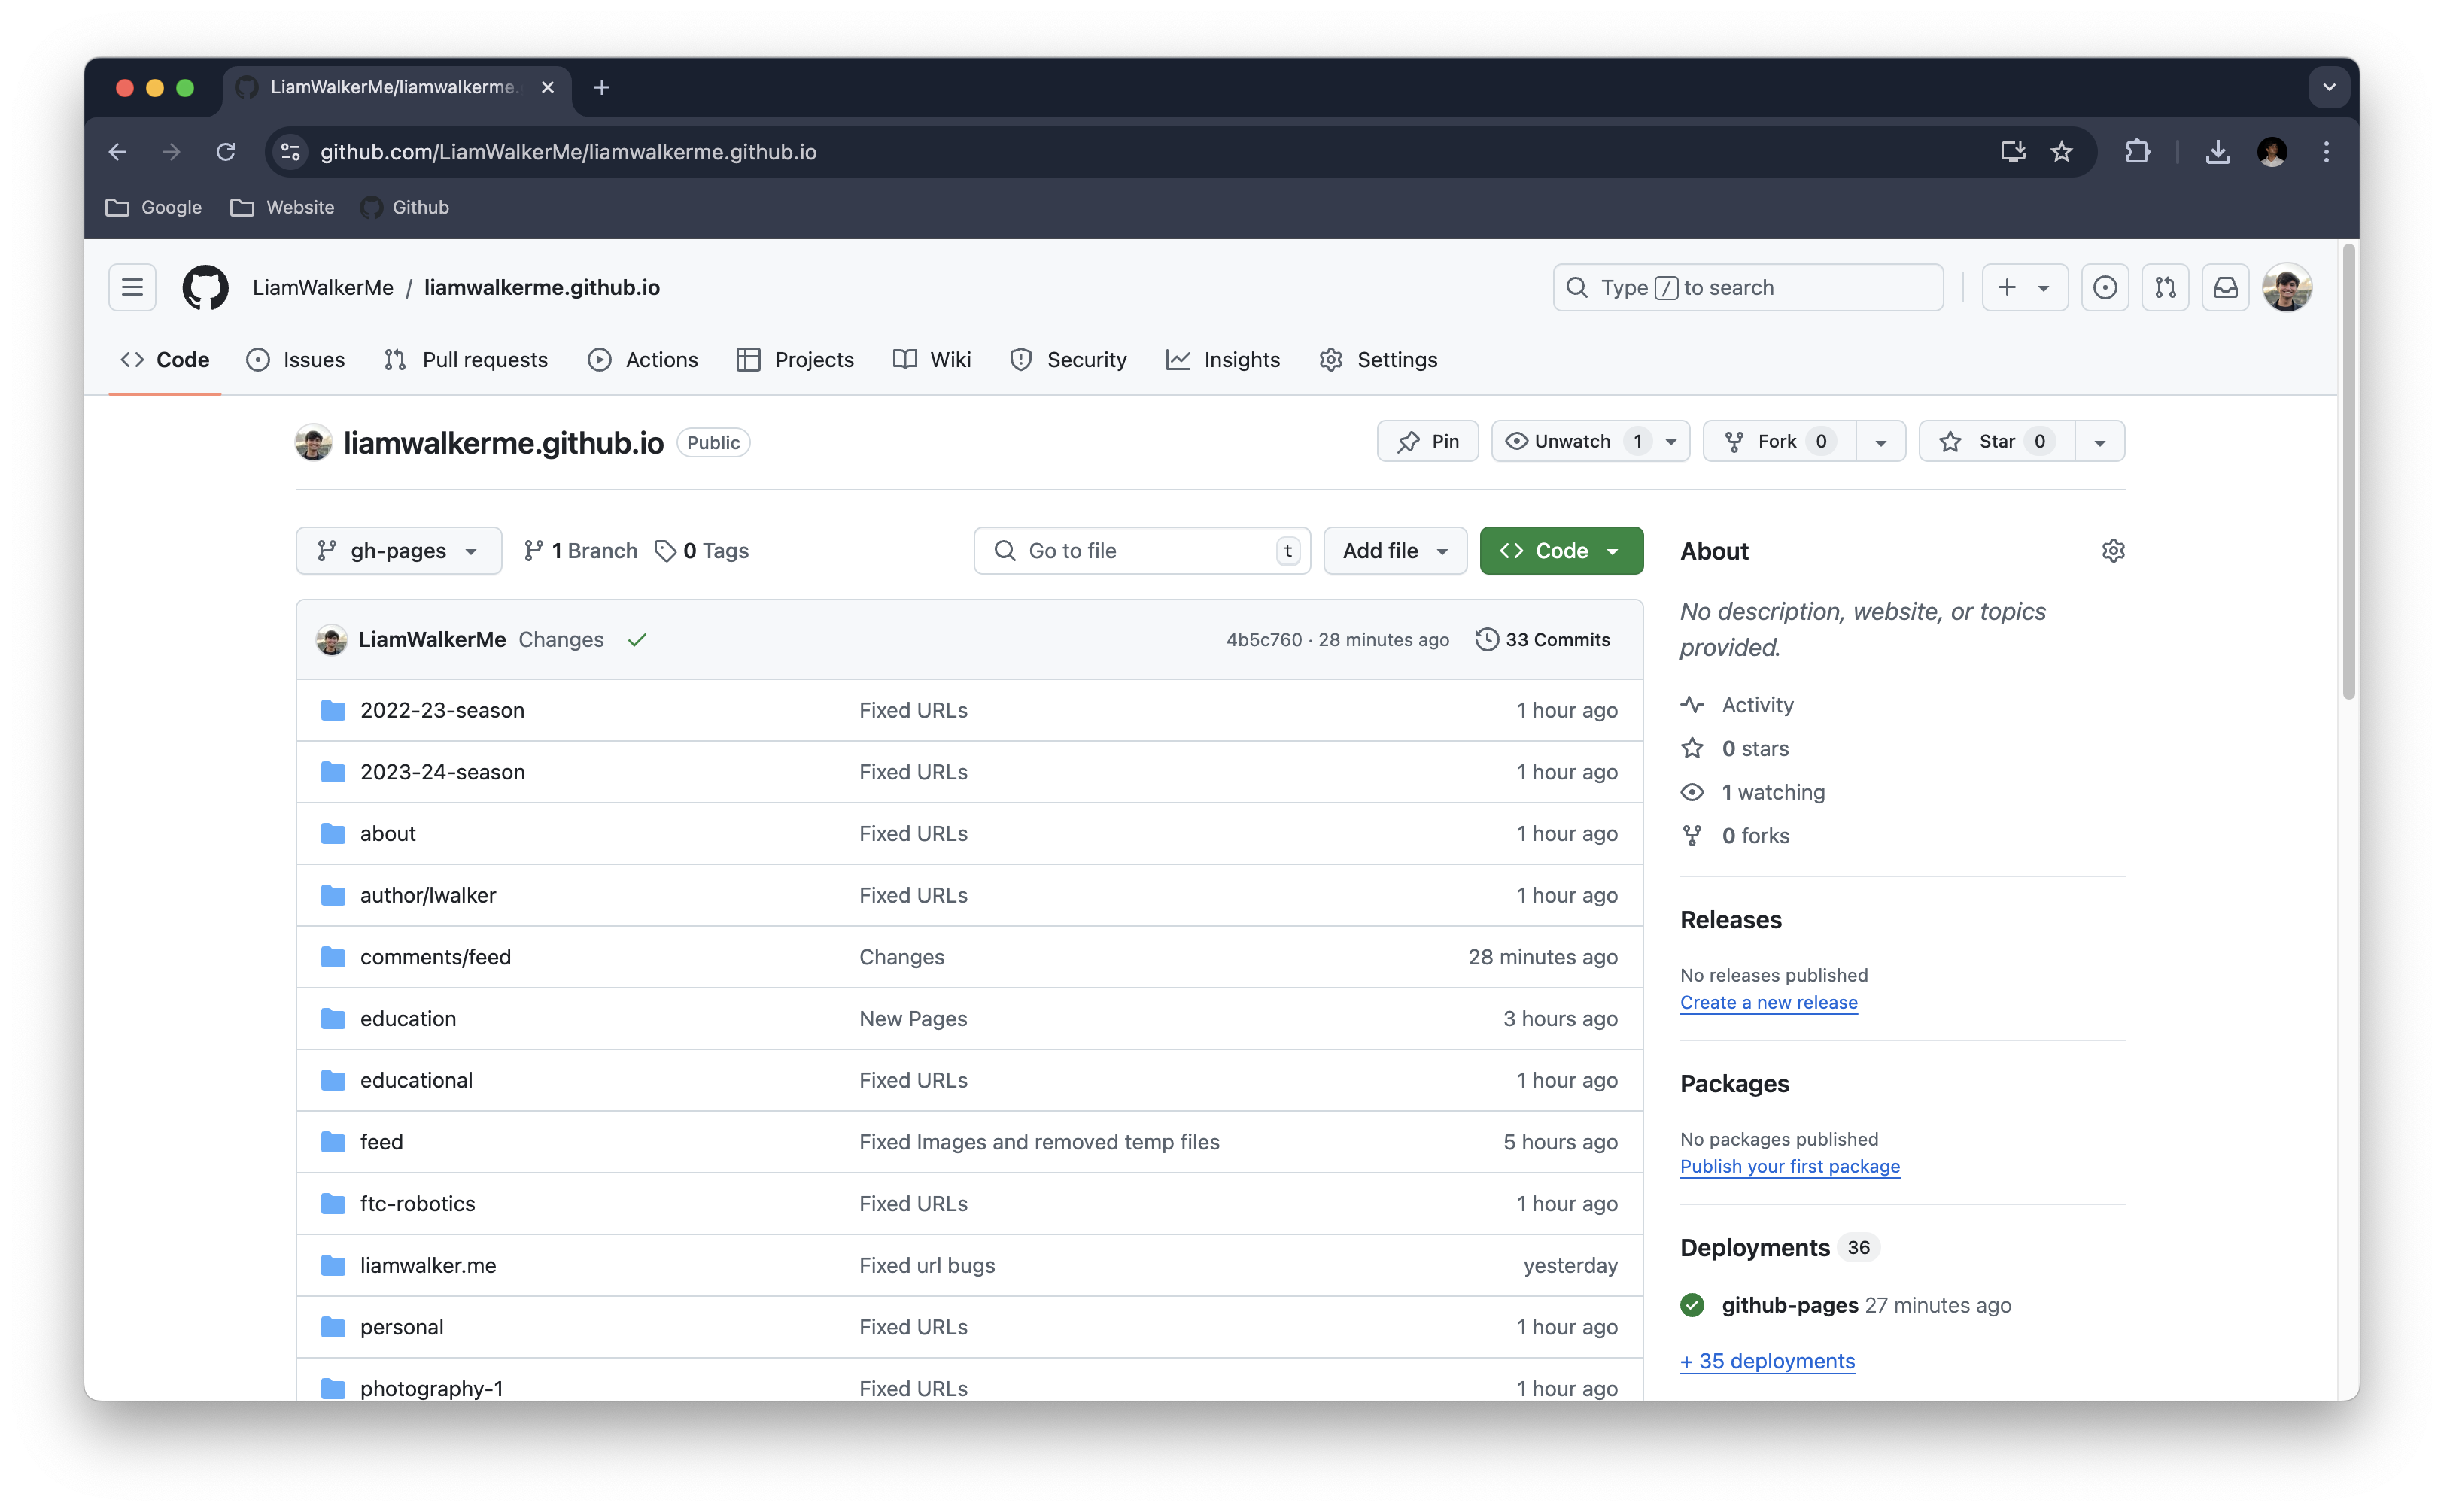 LiamWalkerMe/liamwalkerme.
github.com/LiamWalkerMe/liamwalkerme.github.io
Google Website Github
LiamWalkerMe / liamwalkerme.github.io Type / to search
Code Issues Pull requests Actions Projects Wiki Security Insights Settings
liamwalkerme.github.io Public Pin Unwatch 1 Fork 0 Star 0
gh-pages 1 Branch 0 Tags Go to file t Add file Code
LiamWalkerMe Changes 4b5c760 · 28 minutes ago 33 Commits
2022-23-season Fixed URLs 1 hour ago
2023-24-season Fixed URLs 1 hour ago
about Fixed URLs 1 hour ago
author/lwalker Fixed URLs 1 hour ago
comments/feed Changes 28 minutes ago
education New Pages 3 hours ago
educational Fixed URLs 1 hour ago
feed Fixed Images and removed temp files 5 hours ago
ftc-robotics Fixed URLs 1 hour ago
liamwalker.me Fixed url bugs yesterday
personal Fixed URLs 1 hour ago
photography-1 Fixed URLs 1 hour ago
About
No description, website, or topics
provided.
Activity
0 stars
1 watching
0 forks
Releases
No releases published
Create a new release
Packages
No packages published
Publish your first package
Deployments 36
github-pages 27 minutes ago
+ 35 deployments